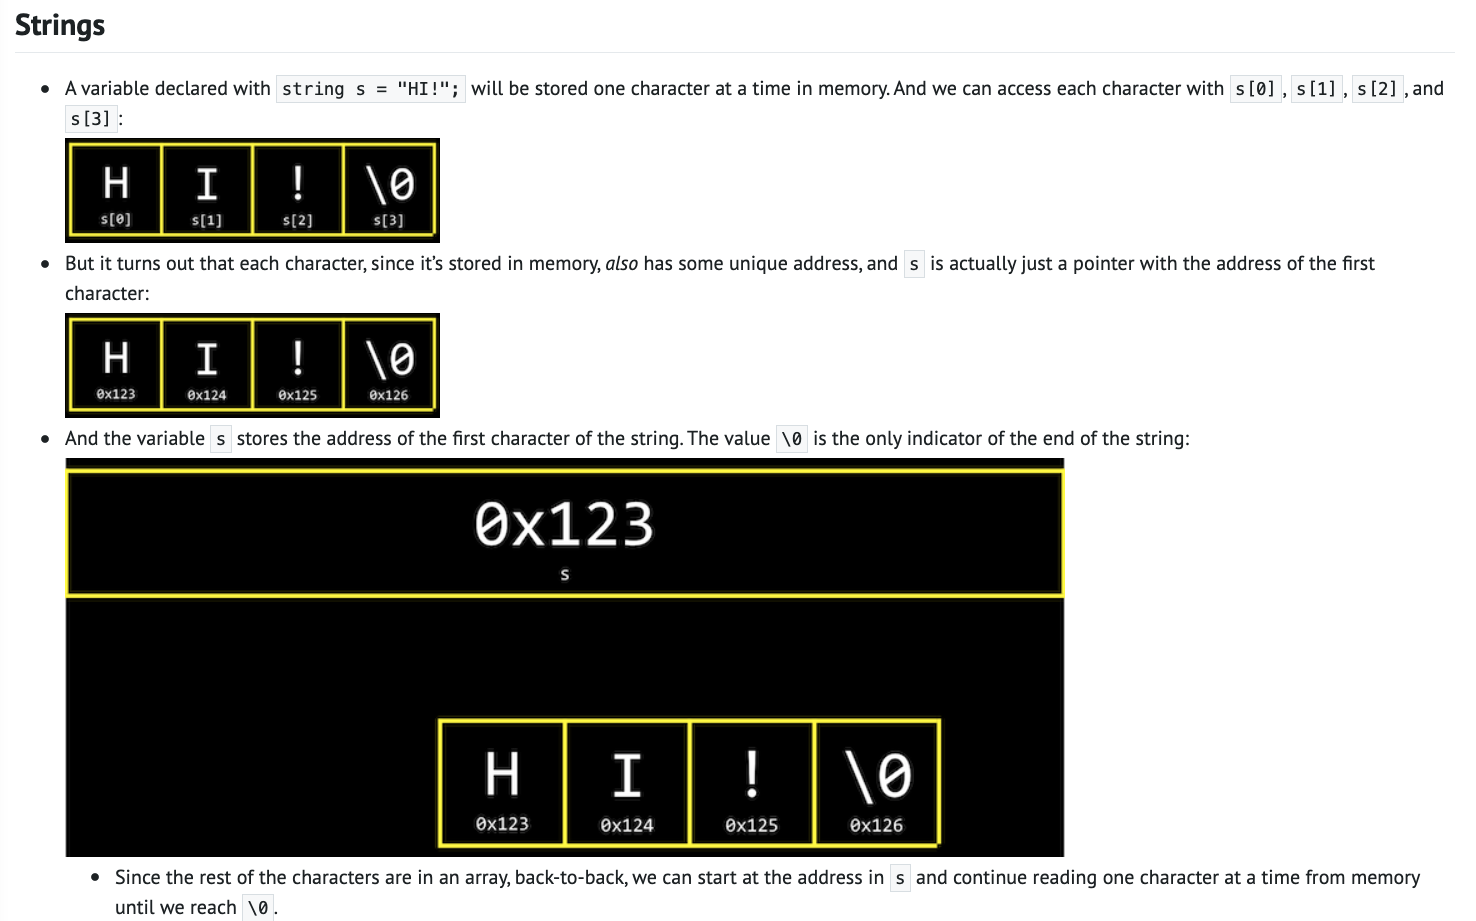 Strings
A variable declared with string s = "HI!"; will be stored one character at a time in memory. And we can access each character with s[0], s[1], s[2], and
s[3]:
H I ! \0
s[0] s[1] s[2] s[3]
But it turns out that each character, since it's stored in memory, also has some unique address, and s is actually just a pointer with the address of the first
character:
H I ! \0
0x123 0x124 0x125 0x126
And the variable s stores the address of the first character of the string. The value \0 is the only indicator of the end of the string:
0x123
s
H I ! \0
0x123 0x124 0x125 0x126
Since the rest of the characters are in an array, back-to-back, we can start at the address in s and continue reading one character at a time from memory
until we reach \0.